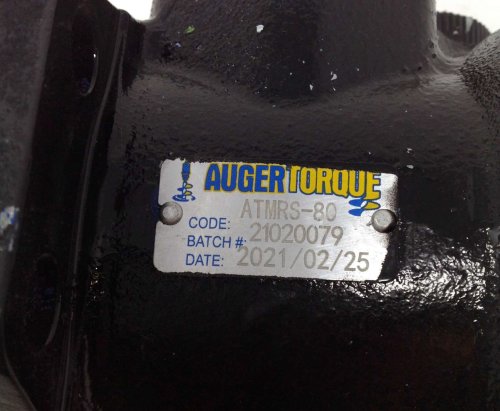 AUGERTORQUE
ATMRS-80
CODE:
BATCH #: 21020079
DATE: 2021/02/25